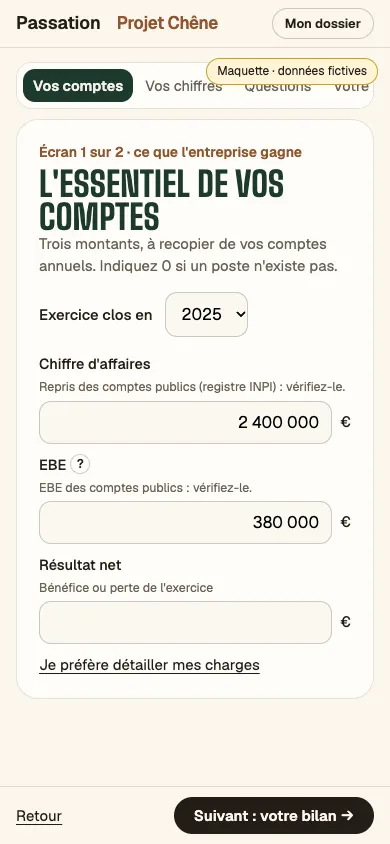 Passation Projet Chêne Mon dossier
Maquette · données fictives
Vos comptes Vos chiffres Questions Votre
Écran 1 sur 2 · ce que l'entreprise gagne
L'ESSENTIEL DE VOS
COMPTES
Trois montants, à recopier de vos comptes
annuels. Indiquez 0 si un poste n'existe pas.
Exercice clos en 2025
Chiffre d'affaires
Repris des comptes publics (registre INPI) : vérifiez-le.
2 400 000 €
EBE ?
EBE des comptes publics : vérifiez-le.
380 000 €
Résultat net
Bénéfice ou perte de l'exercice
€
Je préfère détailler mes charges
Retour Suivant : votre bilan →